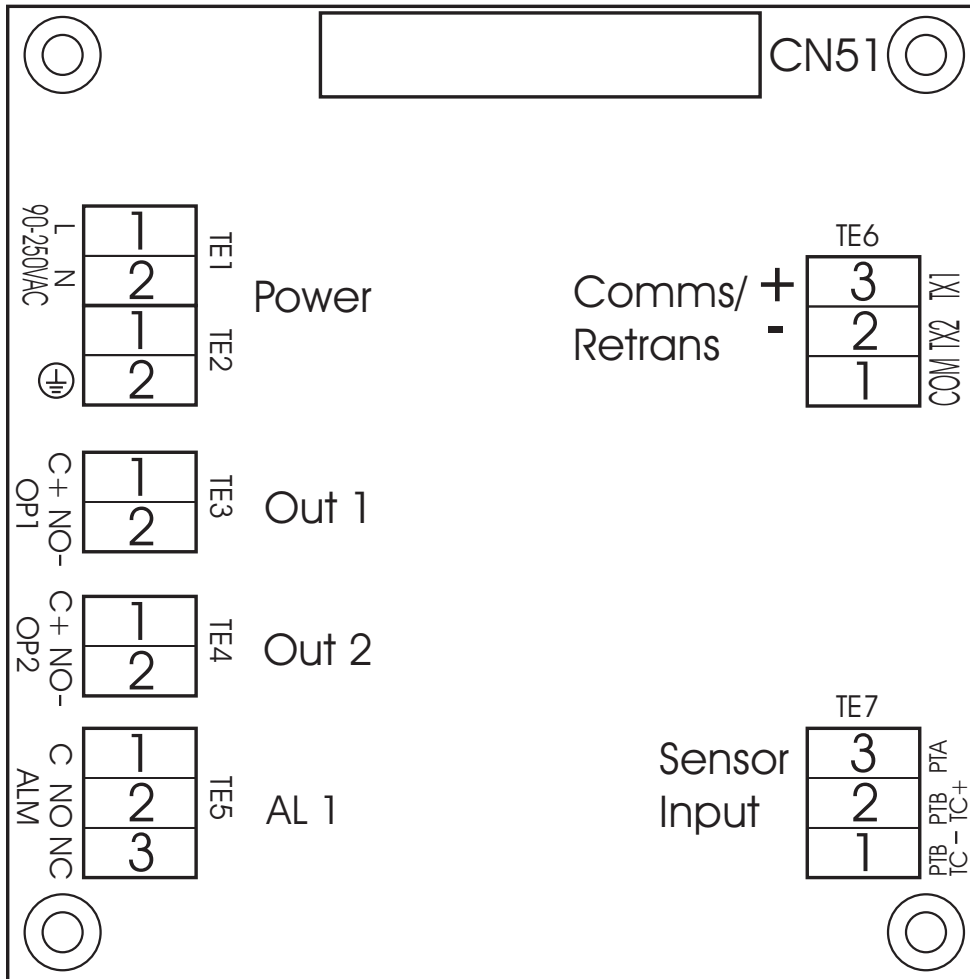 CN51
L
N
90-250VAC
1
2
TE1
1
2
TE2
Power
C+ NO-
OP1
1
2
TE3
Out 1
C+ NO-
OP2
1
2
TE4
Out 2
C NO NC
ALM
1
2
3
TE5
AL 1
TE6
Comms/ +
Retrans -
3
2
1
TX1
TX2
COM
TE7
Sensor
Input
3
2
1
PTA
PTB
TC+
PTB
TC-